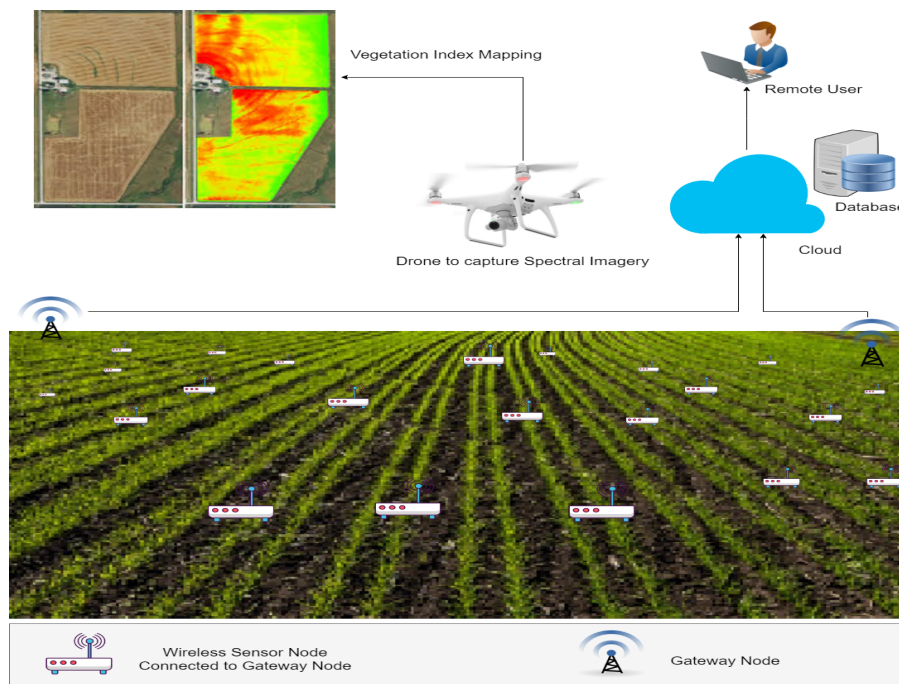 Vegetation Index Mapping
Remote User
Database
Drone to capture Spectral Imagery
Cloud
Wireless Sensor Node
Connected to Gateway Node
Gateway Node